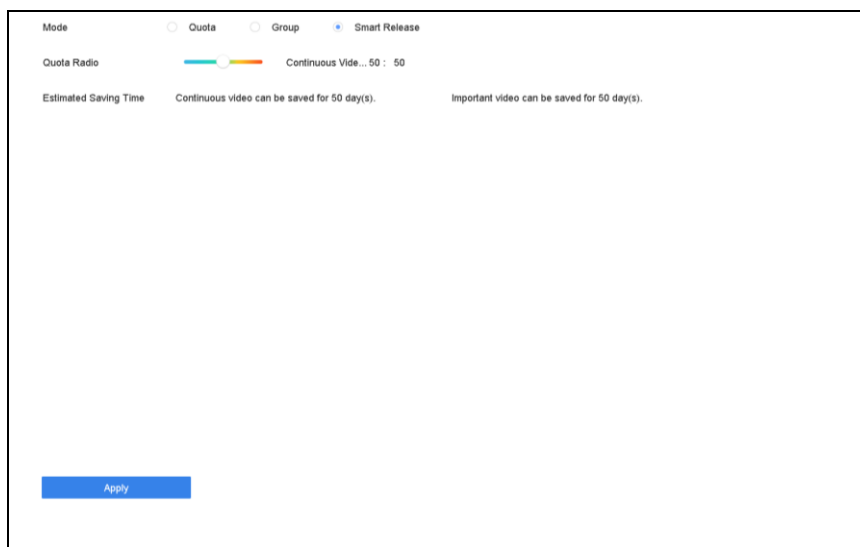 Mode Quota Group Smart Release
Quota Radio Continuous Vide... 50 : 50
Estimated Saving Time Continuous video can be saved for 50 day(s). Important video can be saved for 50 day(s).
Apply